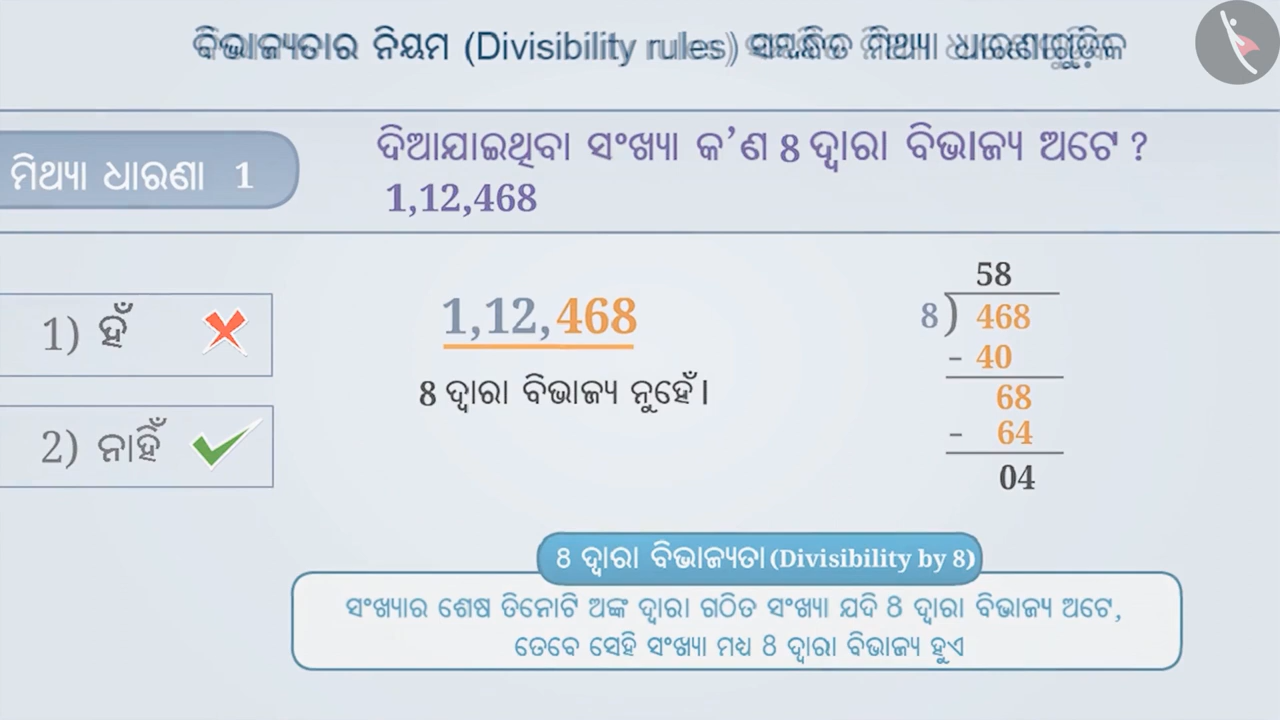 ବିଭାଜ୍ୟତାର ନିୟମ (Divisibility rules) ସମ୍ବନ୍ଧିତ ମିଥ୍ୟା ଧାରଣାଗୁଡ଼ିକ
ମିଥ୍ୟା ଧାରଣା 1
ଦିଆଯାଇଥିବା ସଂଖ୍ୟା କ'ଣ 8 ଦ୍ୱାରା ବିଭାଜ୍ୟ ଅଟେ ?
1,12,468
1) ହଁ
2) ନାହିଁ
1,12,468
8 ଦ୍ୱାରା ବିଭାଜ୍ୟ ନୁହେଁ।
58
8) 468
- 40
68
- 64
04
8 ଦ୍ୱାରା ବିଭାଜ୍ୟତା (Divisibility by 8)
ସଂଖ୍ୟାର ଶେଷ ତିନୋଟି ଅଙ୍କ ଦ୍ୱାରା ଗଠିତ ସଂଖ୍ୟା ଯଦି 8 ଦ୍ୱାରା ବିଭାଜ୍ୟ ଅଟେ,
ତେବେ ସେହି ସଂଖ୍ୟା ମଧ୍ୟ 8 ଦ୍ୱାରା ବିଭାଜ୍ୟ ହୁଏ